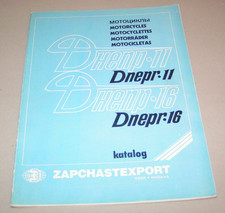 МОТОЦИКЛЫ
MOTORCYCLES
MOTOCYCLETTES
MOTORRÄDER
MOTOCICLETAS
Днепр-11
Dnepr-11
Днепр-16
Dnepr-16
katalog
ZAPCHASTEXPORT